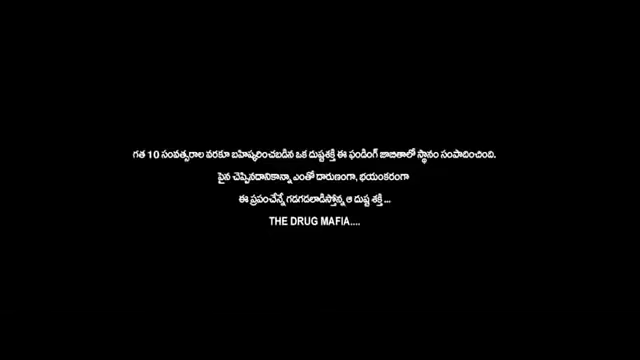 గత 10 సంవత్సరాల వరకూ బహిష్కరించబడిన ఒక దుష్టశక్తి ఈ ఫండింగ్ జాబితాలో స్థానం సంపాదించింది.
పైన చెప్పినదానికాన్నా ఎంతో దారుణంగా, భయంకరంగా
ఈ ప్రపంచేన్నే గడగడలాడిస్తోన్న ఆ దుష్ట శక్తి ...
THE DRUG MAFIA....